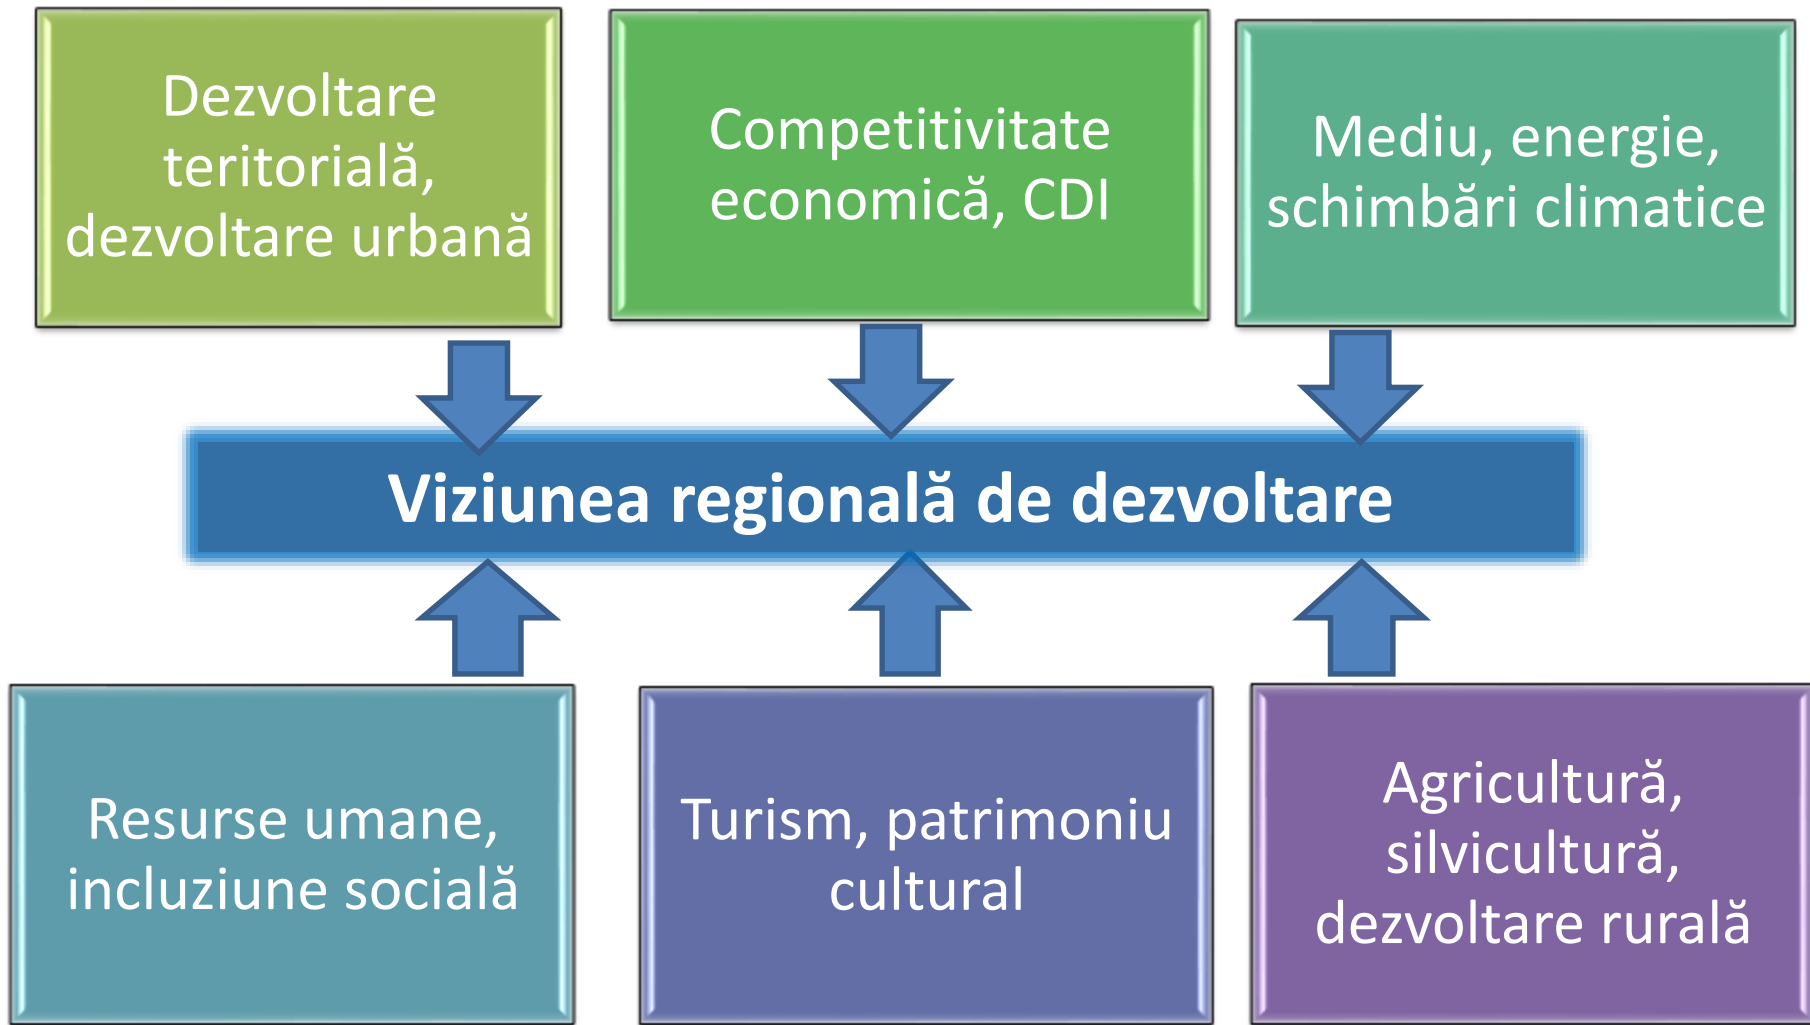 Dezvoltare
teritorială,
dezvoltare urbană
Competitivitate
economică, CDI
Mediu, energie,
schimbări climatice
Viziunea regională de dezvoltare
Resurse umane,
incluziune socială
Turism, patrimoniu
cultural
Agricultură,
silvicultură,
dezvoltare rurală